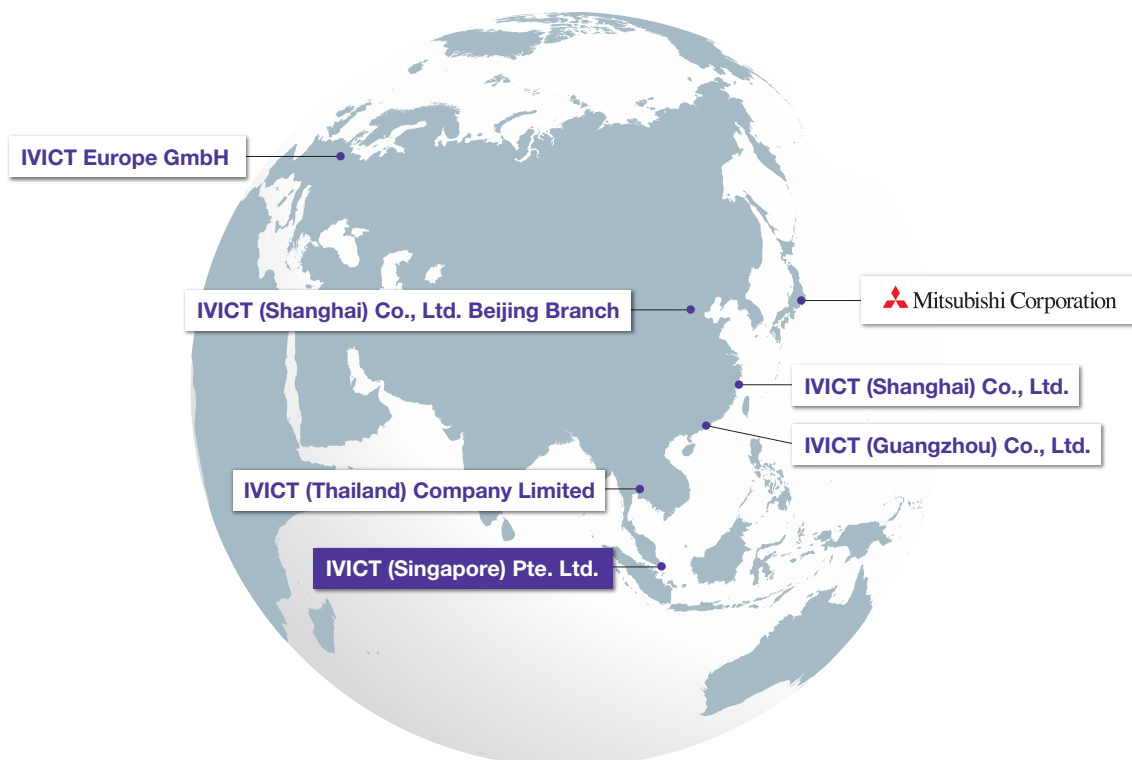 IVICT Europe GmbH
IVICT (Shanghai) Co., Ltd. Beijing Branch
Mitsubishi Corporation
IVICT (Shanghai) Co., Ltd.
IVICT (Guangzhou) Co., Ltd.
IVICT (Thailand) Company Limited
IVICT (Singapore) Pte. Ltd.